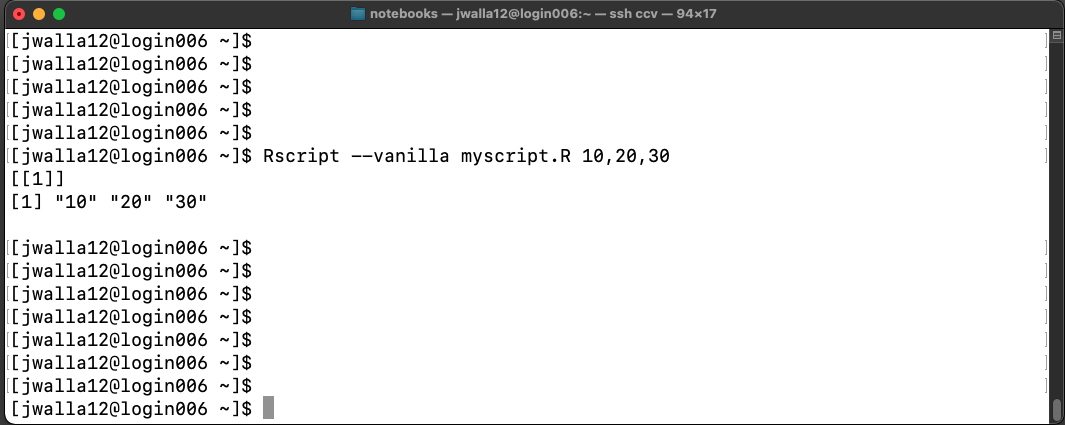 notebooks — jwalla12@login006:~ — ssh ccv — 94×17
[jwalla12@login006 ~]$
[jwalla12@login006 ~]$
[jwalla12@login006 ~]$
[jwalla12@login006 ~]$
[jwalla12@login006 ~]$
[jwalla12@login006 ~]$ Rscript --vanilla myscript.R 10,20,30
[[1]]
[1] "10" "20" "30"
[jwalla12@login006 ~]$
[jwalla12@login006 ~]$
[jwalla12@login006 ~]$
[jwalla12@login006 ~]$
[jwalla12@login006 ~]$
[jwalla12@login006 ~]$
[jwalla12@login006 ~]$
[jwalla12@login006 ~]$